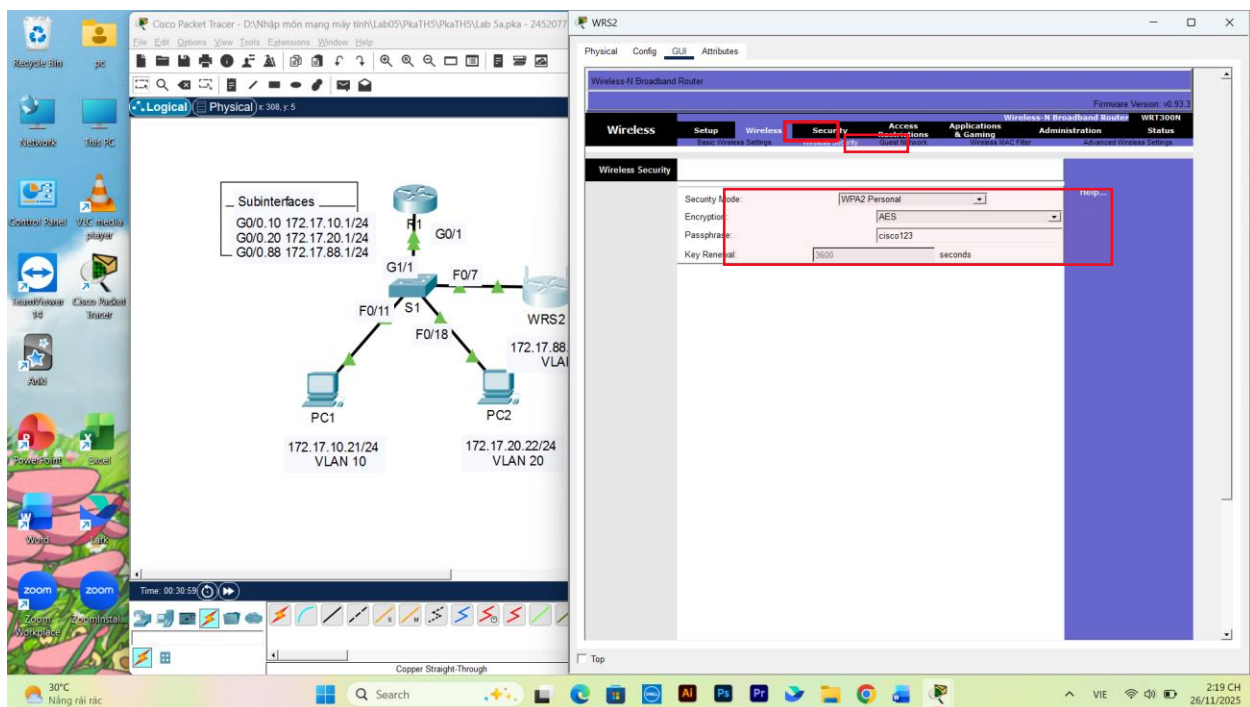 Recycle Bin
pc
Network
This PC
Control Panel
VLC media
player
TeamViewer
14
Cisco Packet
Tracer
Anki
PowerPoint
Excel
Word
Lark
zoom
zoom
Zoom
Workplace
ZoomInstal...
Cisco Packet Tracer - D:\Nhập môn mạng máy tính\Lab05\PkaTH5\PkaTH5\Lab 5a.pka - 2452077
File Edit Options View Tools Extensions Window Help
Logical
Physical
x: 308, y: 5
Subinterfaces
G0/0.10 172.17.10.1/24
G0/0.20 172.17.20.1/24
G0/0.88 172.17.88.1/24
R1
G0/1
G1/1
F0/7
S1
F0/11
F0/18
WRS2
172.17.88.
VLA
PC1
PC2
172.17.10.21/24
VLAN 10
172.17.20.22/24
VLAN 20
Time: 00:30:59
Copper Straight-Through
WRS2
Physical Config GUI Attributes
Wireless-N Broadband Router
Firmware Version: v0.93.3
Wireless-N Broadband Router WRT300N
Wireless
Setup Wireless Security Access Restrictions Applications & Gaming Administration Status
Basic Wireless Settings Wireless Security Guest Network Wireless MAC Filter Advanced Wireless Settings
Wireless Security
Help...
Security Mode: WPA2 Personal
Encryption: AES
Passphrase: cisco123
Key Renewal: 3600 seconds
Top
30°C
Nắng rải rác
Search
Ai
Ps
Pr
VIE
2:19 CH
26/11/2025